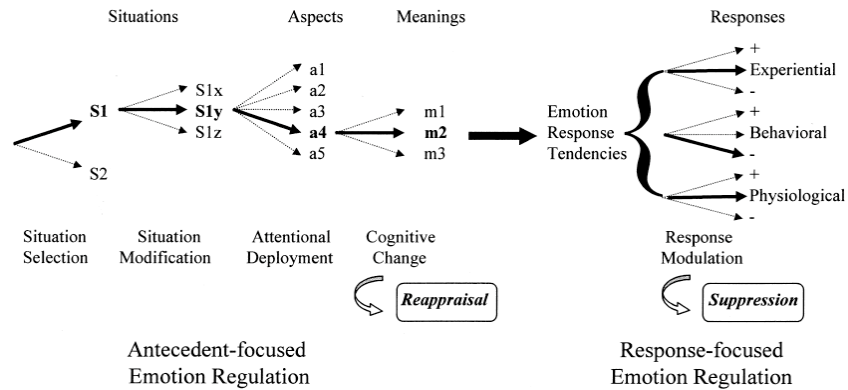 Situations
Aspects
Meanings
Responses
S1
S2
S1x
S1y
S1z
a1
a2
a3
a4
a5
m1
m2
m3
Emotion
Response
Tendencies
+
Experiential
-
+
Behavioral
-
+
Physiological
-
Situation
Selection
Situation
Modification
Attentional
Deployment
Cognitive
Change
Response
Modulation
Reappraisal
Suppression
Antecedent-focused
Emotion Regulation
Response-focused
Emotion Regulation